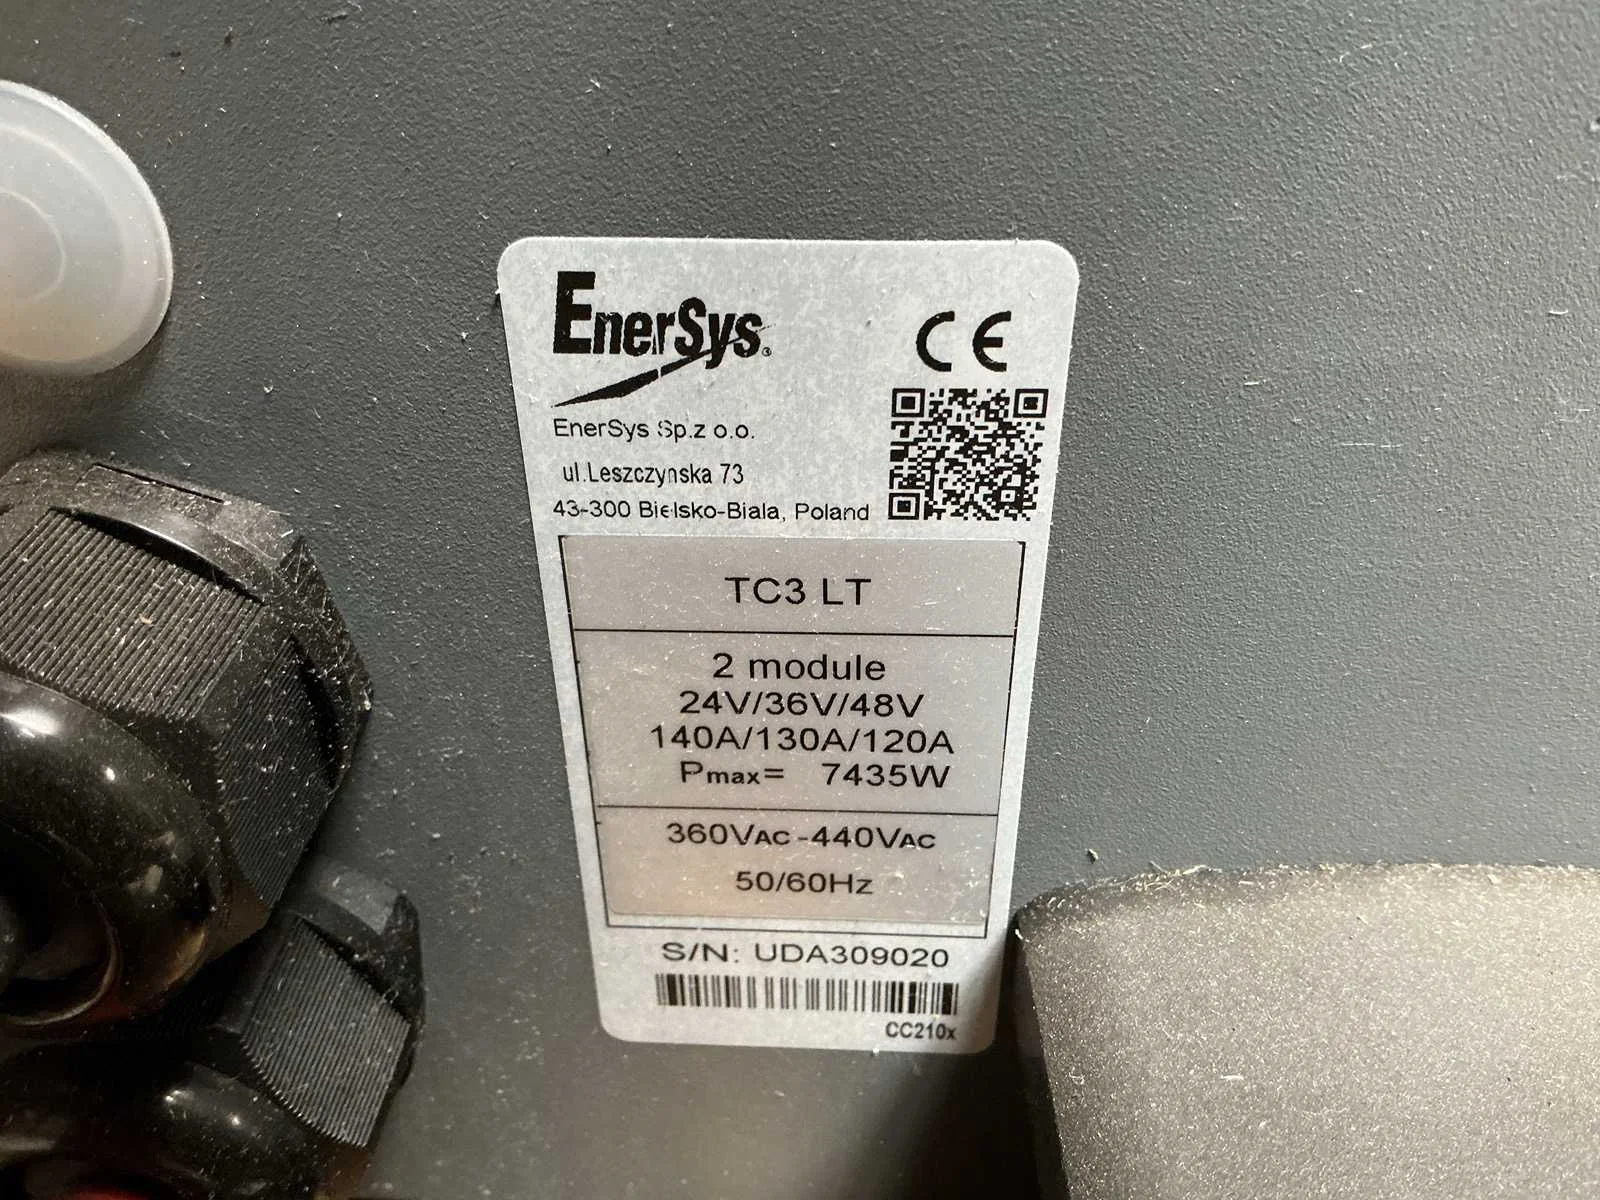 EnerSys®
CE
EnerSys Sp.z o.o.
ul.Leszczynska 73
43-300 Bielsko-Biala, Poland
TC3 LT
2 module
24V/36V/48V
140A/130A/120A
Pmax= 7435W
360VAC-440VAC
50/60Hz
S/N: UDA309020
CC210x